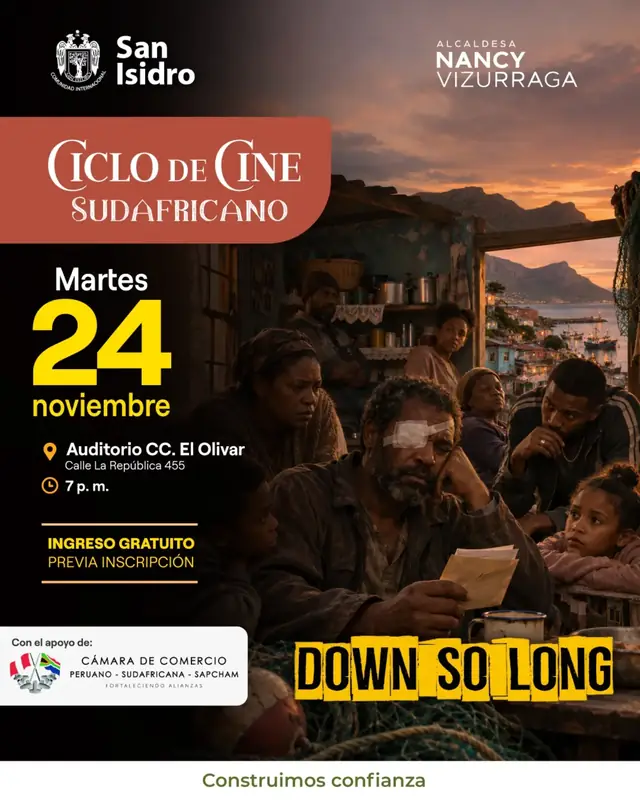 San
Isidro
COMUNIDAD INTERNACIONAL
ALCALDESA
NANCY
VIZURRAGA
CICLO DE CINE
SUDAFRICANO
Martes
24
noviembre
Auditorio CC. El Olivar
Calle La República 455
7 p. m.
INGRESO GRATUITO
PREVIA INSCRIPCIÓN
Con el apoyo de:
CÁMARA DE COMERCIO
PERUANO - SUDAFRICANA - SAPCHAM
FORTALECIENDO ALIANZAS
DOWN SO LONG
Construimos confianza